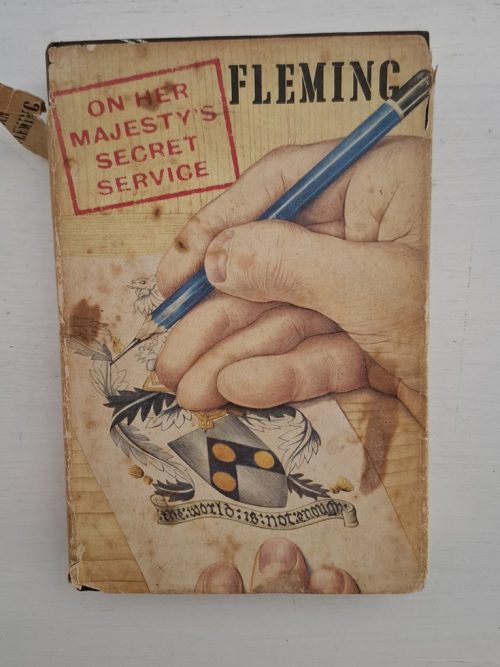 ON HER
MAJESTY'S
SECRET
SERVICE
FLEMING
the:world:is:not:enough